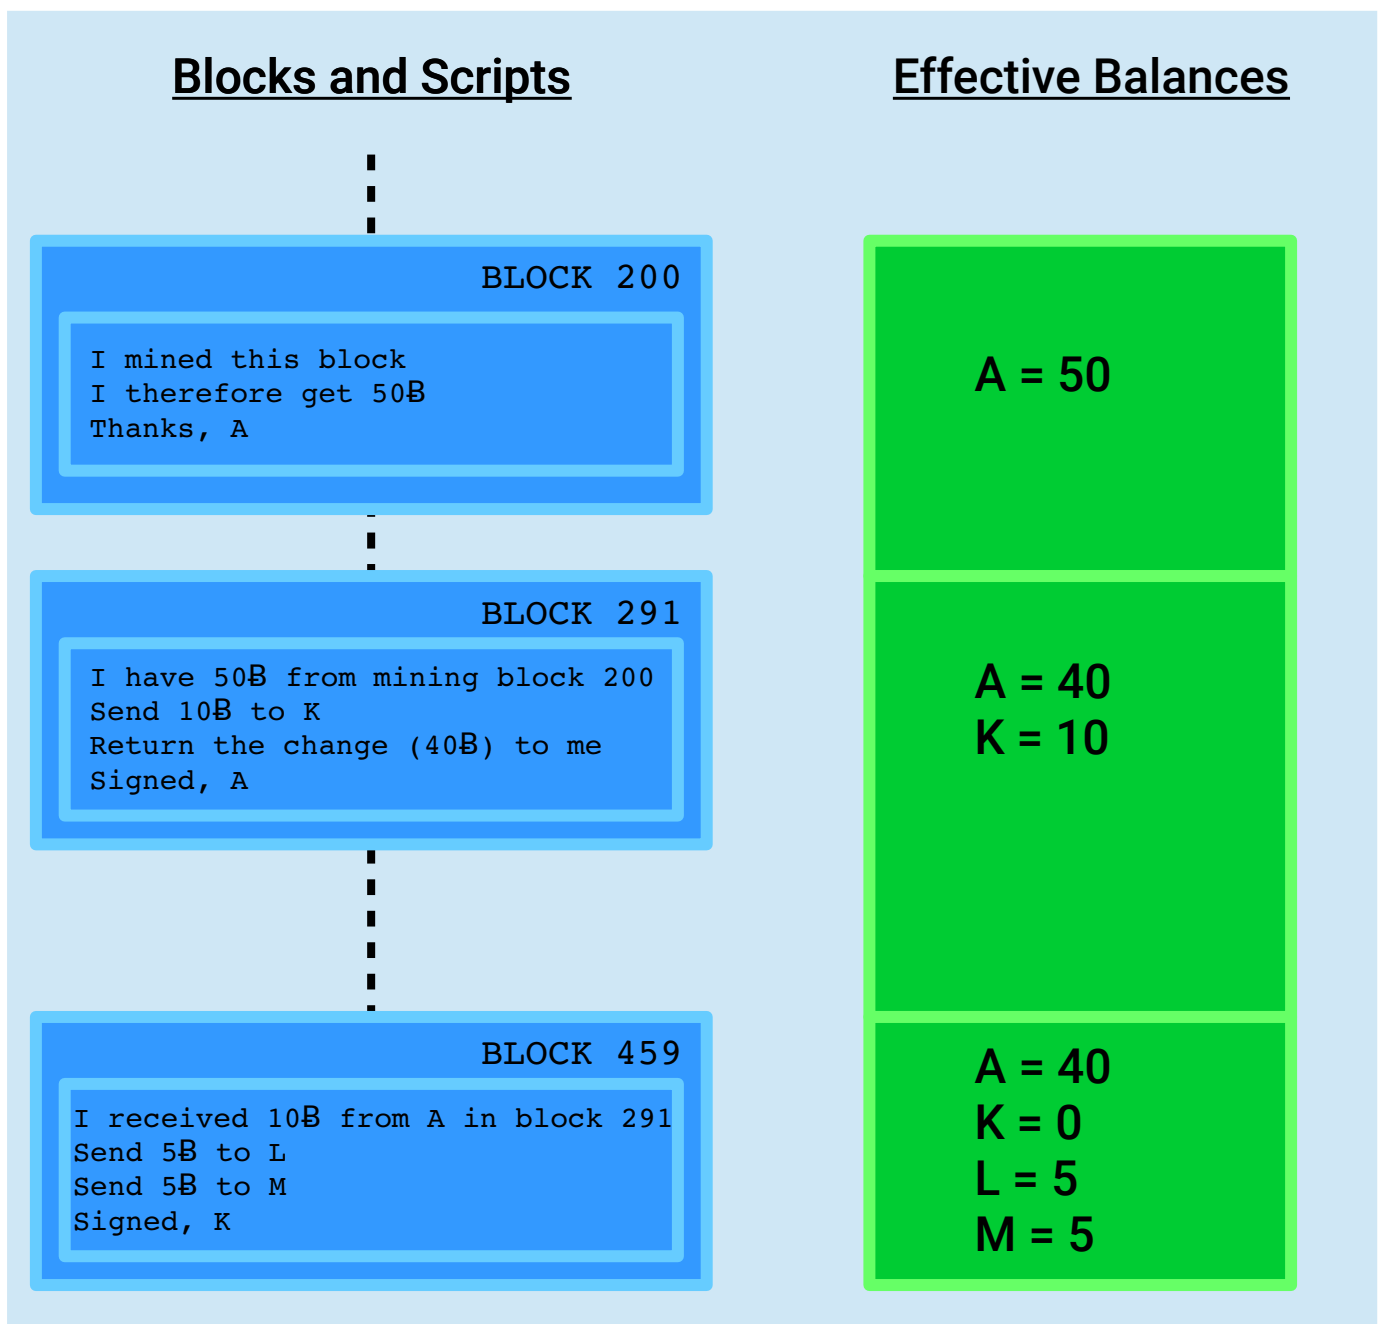 Blocks and Scripts
Effective Balances
BLOCK 200
I mined this block
I therefore get 50Ƀ
Thanks, A
A = 50
BLOCK 291
I have 50Ƀ from mining block 200
Send 10Ƀ to K
Return the change (40Ƀ) to me
Signed, A
A = 40
K = 10
BLOCK 459
I received 10Ƀ from A in block 291
Send 5Ƀ to L
Send 5Ƀ to M
Signed, K
A = 40
K = 0
L = 5
M = 5